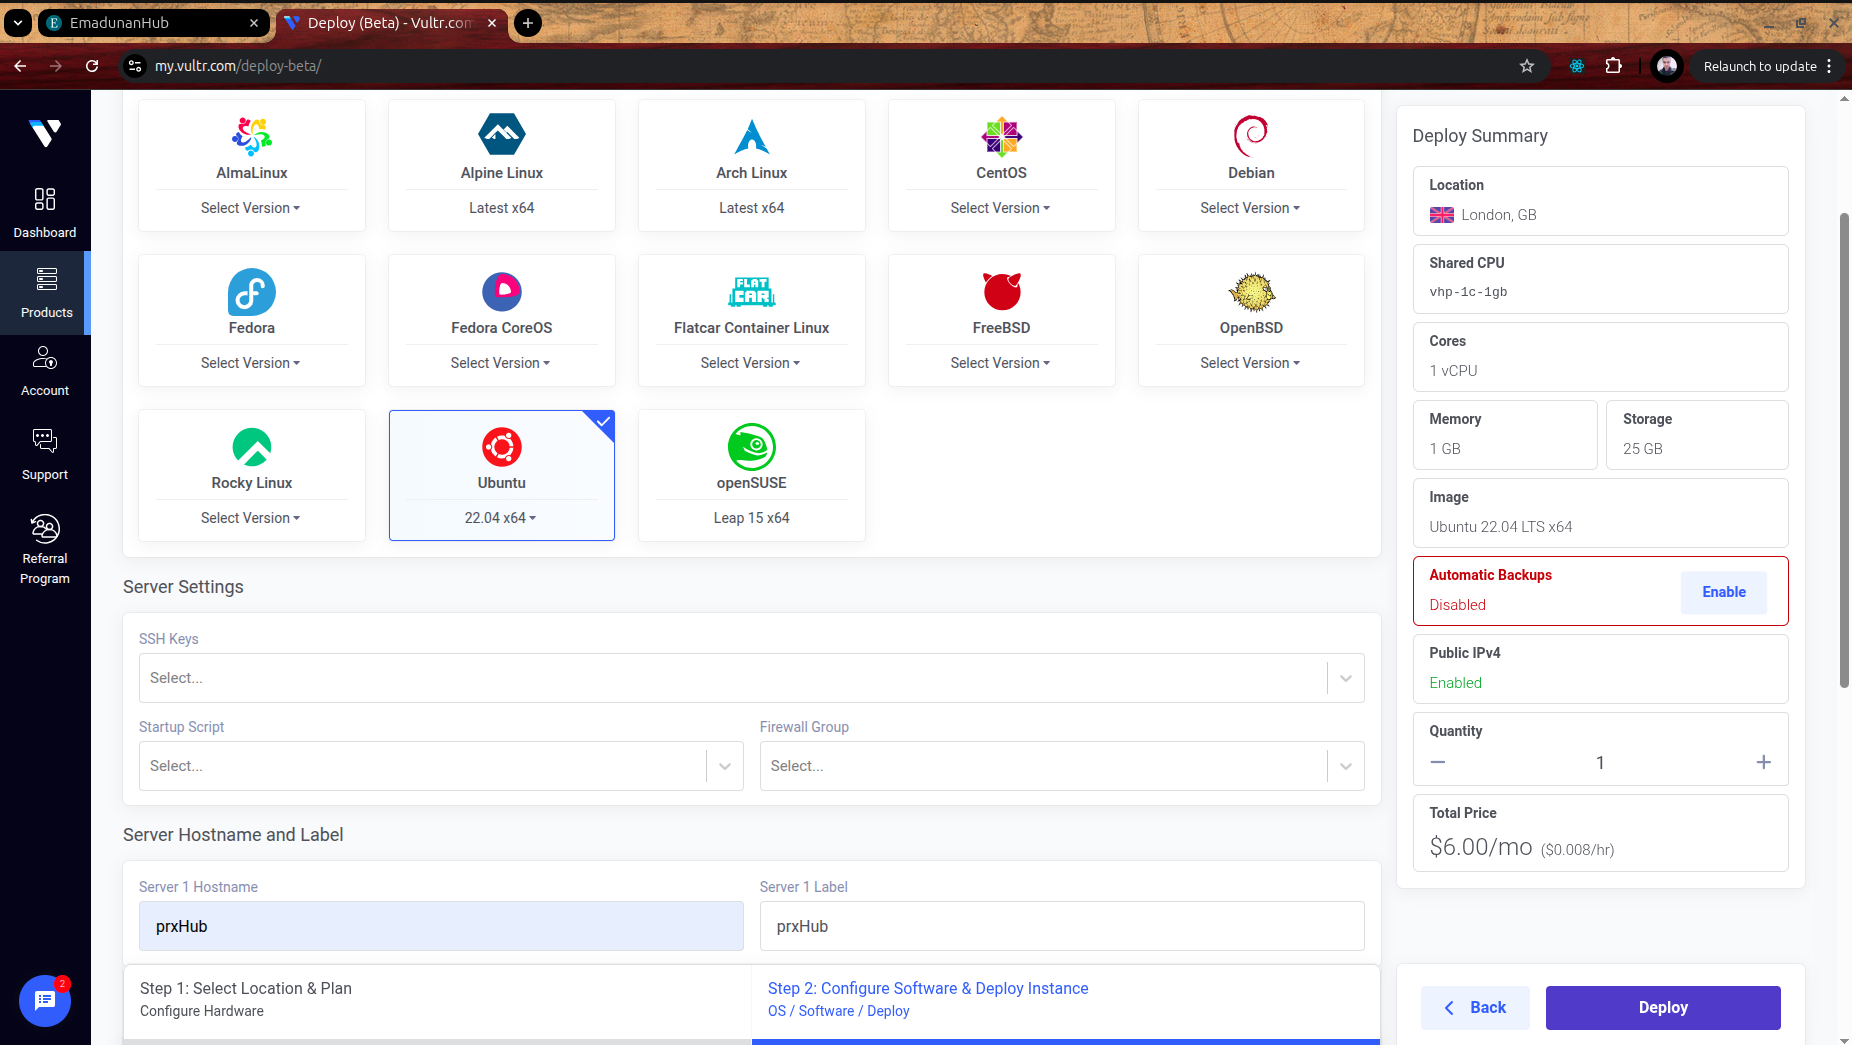 EmadunanHub
Deploy (Beta) - Vultr.com
my.vultr.com/deploy-beta/
Relaunch to update
Dashboard
Products
Account
Support
Referral
Program
2
AlmaLinux
Select Version
Alpine Linux
Latest x64
Arch Linux
Latest x64
CentOS
Select Version
Debian
Select Version
Fedora
Select Version
Fedora CoreOS
Select Version
FLAT
CAR
Flatcar Container Linux
Select Version
FreeBSD
Select Version
OpenBSD
Select Version
Rocky Linux
Select Version
Ubuntu
22.04 x64
openSUSE
Leap 15 x64
Server Settings
SSH Keys
Select...
Startup Script
Select...
Firewall Group
Select...
Server Hostname and Label
Server 1 Hostname
prxHub
Server 1 Label
prxHub
Step 1: Select Location & Plan
Configure Hardware
Step 2: Configure Software & Deploy Instance
OS / Software / Deploy
Deploy Summary
Location
London, GB
Shared CPU
vhp-1c-1gb
Cores
1 vCPU
Memory
1 GB
Storage
25 GB
Image
Ubuntu 22.04 LTS x64
Automatic Backups
Disabled
Enable
Public IPv4
Enabled
Quantity
1
Total Price
$6.00/mo ($0.008/hr)
Back
Deploy